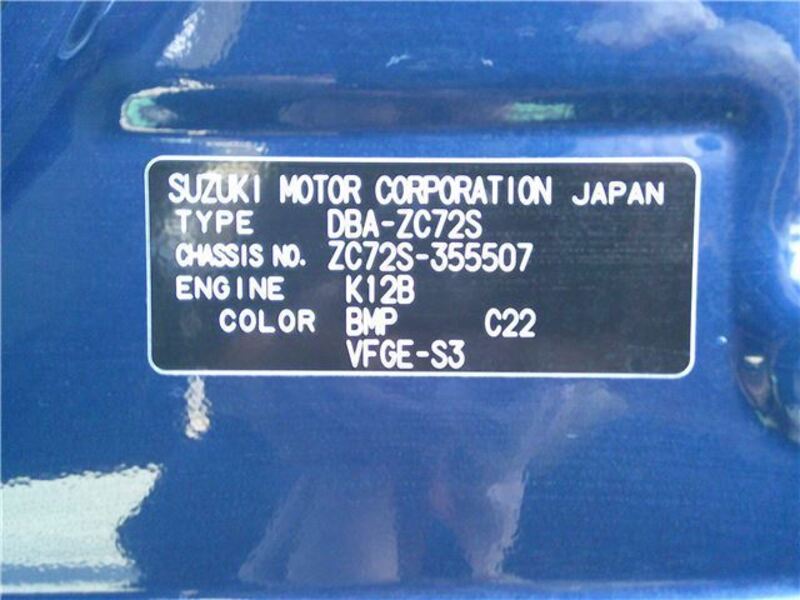 SUZUKI MOTOR CORPORATION JAPAN
TYPE DBA-ZC72S
CHASSIS NO. ZC72S-355507
ENGINE K12B
COLOR BMP C22
VFGE-S3